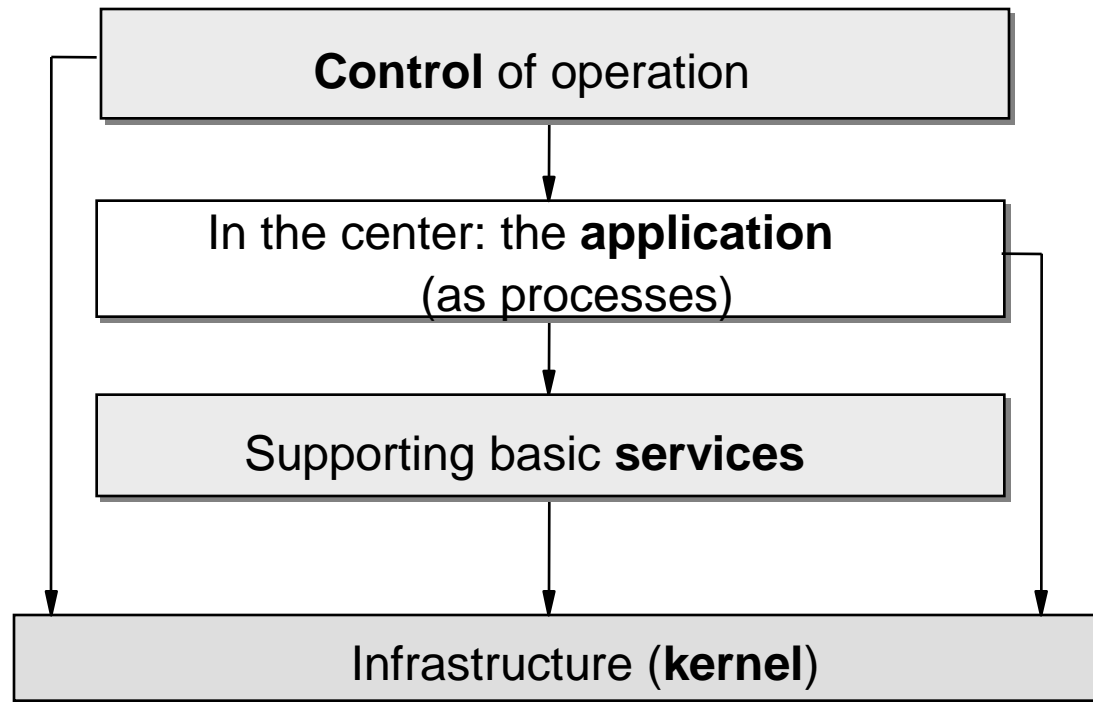 Control of operation
In the center: the application
(as processes)
Supporting basic services
Infrastructure (kernel)